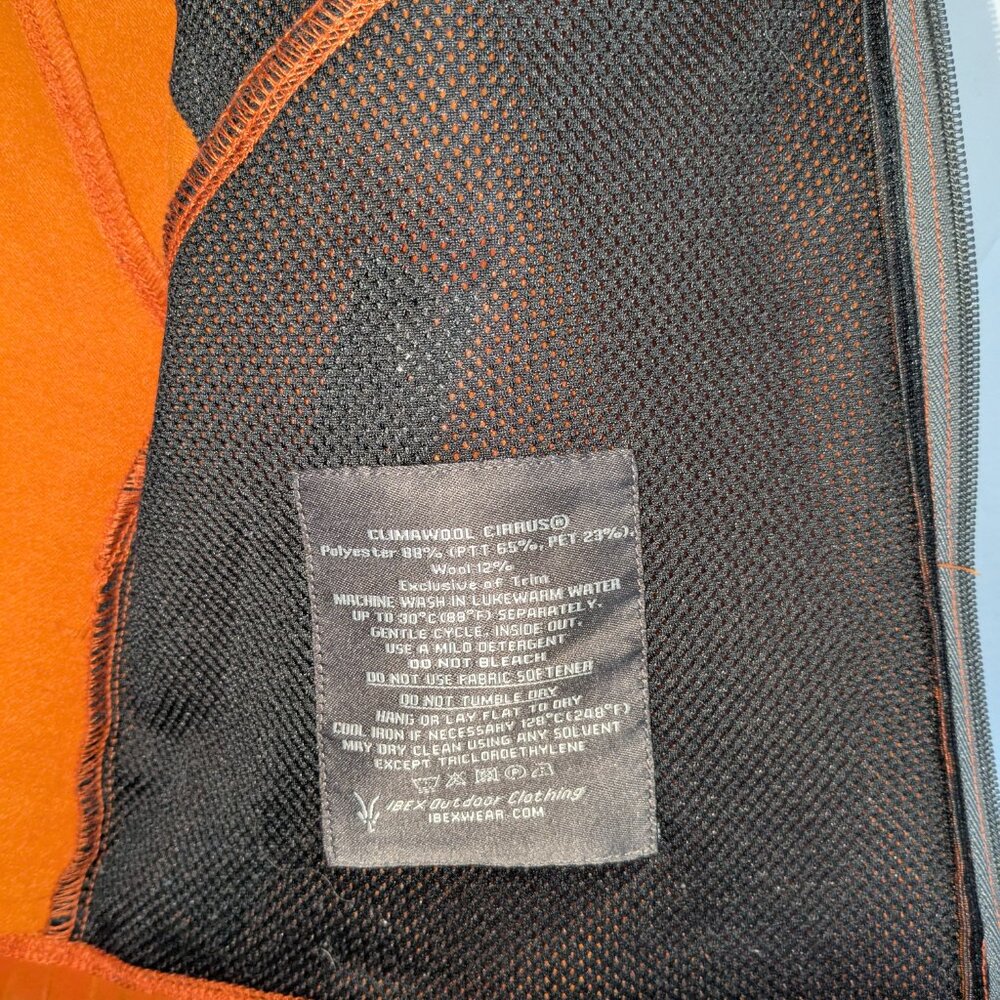 CLIMAWOOL CIRRUS®
Polyester 88% (PTT 65%, PET 23%),
Wool 12%
Exclusive of Trim
MACHINE WASH IN LUKEWARM WATER
UP TO 30°C(88°F) SEPARATELY.
GENTLE CYCLE, INSIDE OUT.
USE A MILD DETERGENT
DO NOT BLEACH
DO NOT USE FABRIC SOFTENER
DO NOT TUMBLE DRY
HANG OR LAY FLAT TO DRY
COOL IRON IF NECESSARY 128°C(248°F)
MAY DRY CLEAN USING ANY SOLVENT
EXCEPT TRICLOROETHYLENE
IBEX Outdoor Clothing
IBEXWEAR.COM